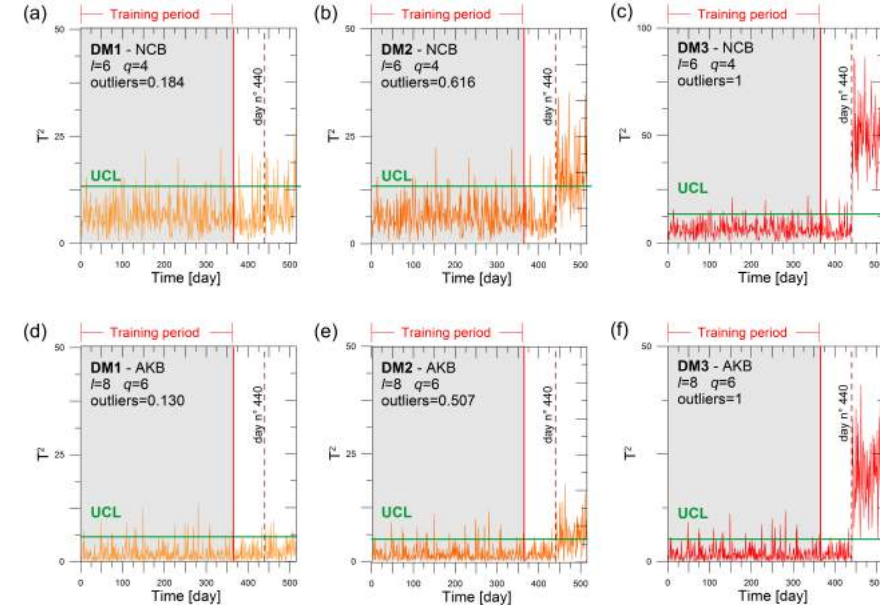 (a)
Training period
50
25
0
T²
DM1 - NCB
l=6 q=4
outliers=0.184
day n° 440
UCL
0 100 200 300 400 500
Time [day]
(b)
Training period
50
25
0
T²
DM2 - NCB
l=6 q=4
outliers=0.616
day n° 440
UCL
0 100 200 300 400 500
Time [day]
(c)
Training period
100
50
0
T²
DM3 - NCB
l=6 q=4
outliers=1
day n° 440
UCL
0 100 200 300 400 500
Time [day]
(d)
Training period
50
25
0
T²
DM1 - AKB
l=8 q=6
outliers=0.130
day n° 440
UCL
0 100 200 300 400 500
Time [day]
(e)
Training period
50
25
0
T²
DM2 - AKB
l=8 q=6
outliers=0.507
day n° 440
UCL
0 100 200 300 400 500
Time [day]
(f)
Training period
50
25
0
T²
DM3 - AKB
l=8 q=6
outliers=1
day n° 440
UCL
0 100 200 300 400 500
Time [day]